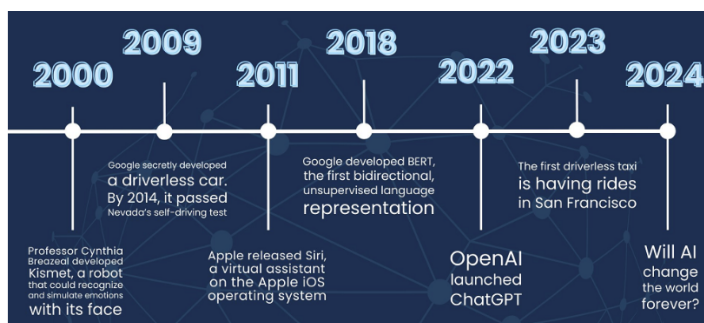 2000
Professor Cynthia
Breazeal developed
Kismet, a robot
that could recognize
and simulate emotions
with its face
2009
Google secretly developed
a driverless car.
By 2014, it passed
Nevada's self-driving test
2011
Apple released Siri,
a virtual assistant
on the Apple iOS
operating system
2018
Google developed BERT,
the first bidirectional,
unsupervised language
representation
2022
OpenAI
launched
ChatGPT
2023
The first driverless taxi
is having rides
in San Francisco
2024
Will AI
change
the world
forever?